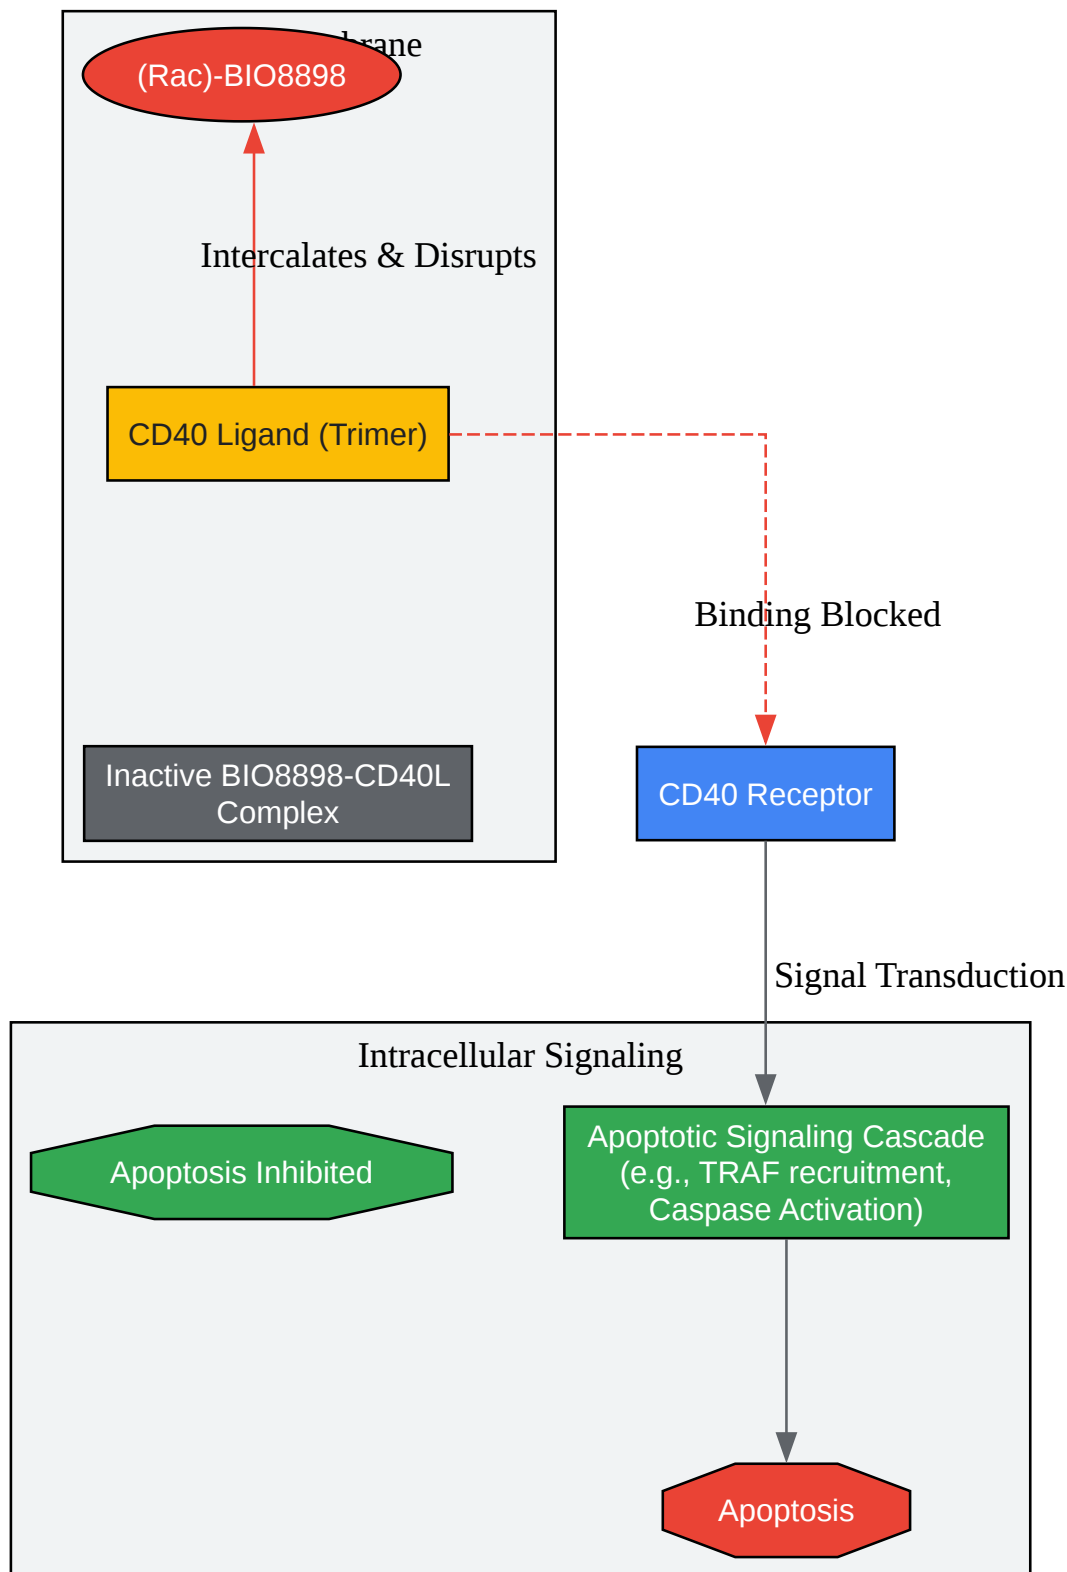 (Rac)-BIO8898
Intercalates & Disrupts
CD40 Ligand (Trimer)
Binding Blocked
Inactive BIO8898-CD40L
Complex
CD40 Receptor
Signal Transduction
Intracellular Signaling
Apoptosis Inhibited
Apoptotic Signaling Cascade
(e.g., TRAF recruitment,
Caspase Activation)
Apoptosis